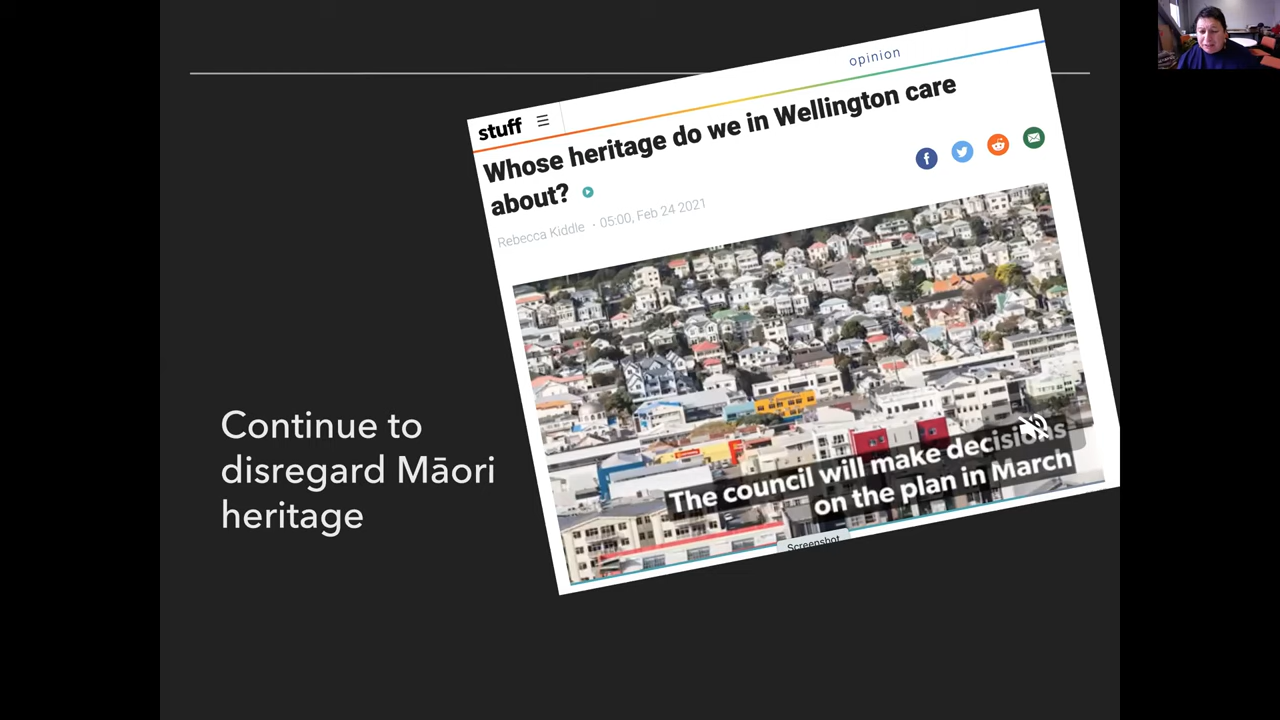 Continue to
disregard Māori
heritage
opinion
stuff
Whose heritage do we in Wellington care
about?
Rebecca Kiddle · 05:00, Feb 24 2021
The council will make decisions
on the plan in March
Screenshot